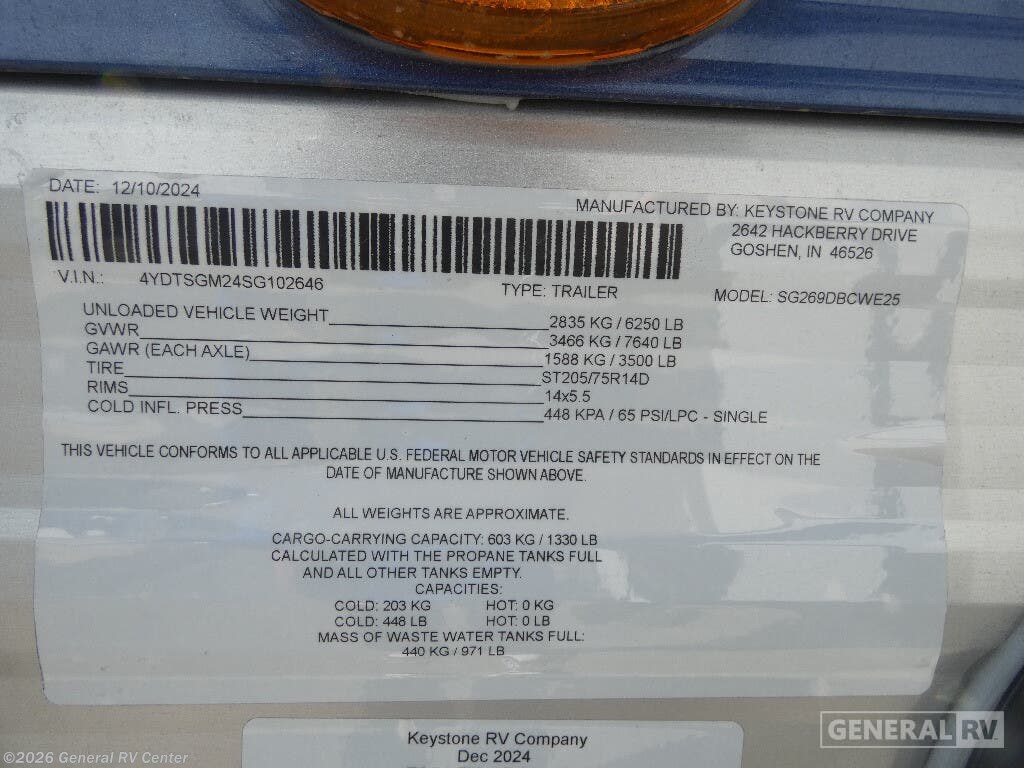 DATE: 12/10/2024
MANUFACTURED BY: KEYSTONE RV COMPANY
2642 HACKBERRY DRIVE
GOSHEN, IN 46526
V.I.N.: 4YDTSGM24SG102646
TYPE: TRAILER
MODEL: SG269DBCWE25
UNLOADED VEHICLE WEIGHT 2835 KG / 6250 LB
GVWR 3466 KG / 7640 LB
GAWR (EACH AXLE) 1588 KG / 3500 LB
TIRE ST205/75R14D
RIMS 14x5.5
COLD INFL. PRESS 448 KPA / 65 PSI/LPC - SINGLE
THIS VEHICLE CONFORMS TO ALL APPLICABLE U.S. FEDERAL MOTOR VEHICLE SAFETY STANDARDS IN EFFECT ON THE
DATE OF MANUFACTURE SHOWN ABOVE.
ALL WEIGHTS ARE APPROXIMATE.
CARGO-CARRYING CAPACITY: 603 KG / 1330 LB
CALCULATED WITH THE PROPANE TANKS FULL
AND ALL OTHER TANKS EMPTY.
CAPACITIES:
COLD: 203 KG HOT: 0 KG
COLD: 448 LB HOT: 0 LB
MASS OF WASTE WATER TANKS FULL:
440 KG / 971 LB
Keystone RV Company
Dec 2024
GENERAL RV
©2026 General RV Center